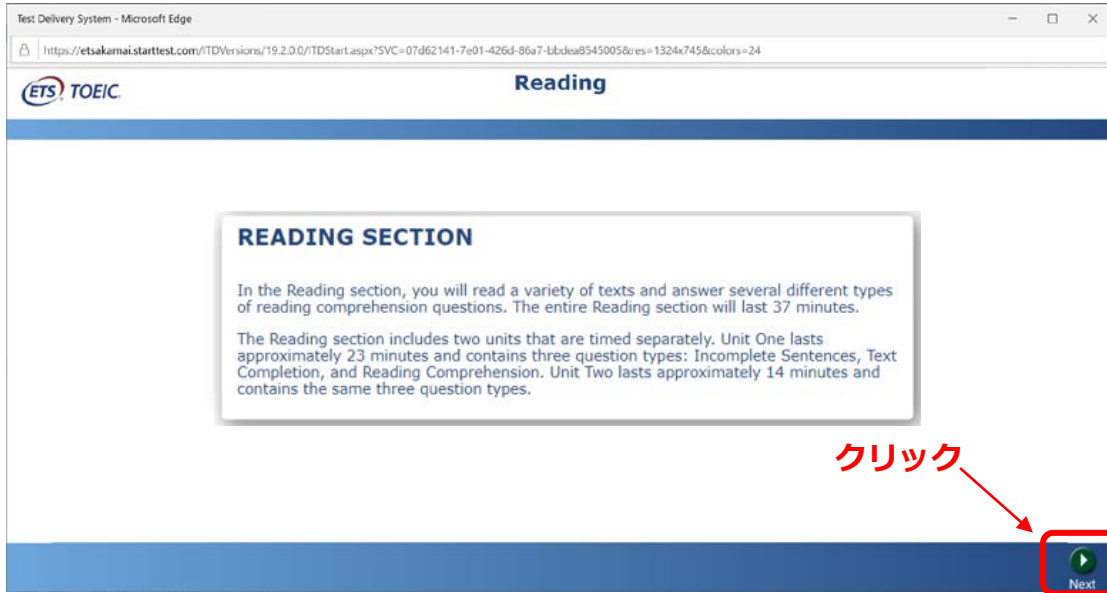 Test Delivery System - Microsoft Edge
https://etsakamai.starttest.com/ITDVersions/19.2.0.0/ITDStart.aspx?SVC=07d62141-7e01-426d-86a7-bbdea8545005&res=1324x745&colors=24
ETS TOEIC.
Reading
READING SECTION
In the Reading section, you will read a variety of texts and answer several different types
of reading comprehension questions. The entire Reading section will last 37 minutes.
The Reading section includes two units that are timed separately. Unit One lasts
approximately 23 minutes and contains three question types: Incomplete Sentences, Text
Completion, and Reading Comprehension. Unit Two lasts approximately 14 minutes and
contains the same three question types.
クリック
Next